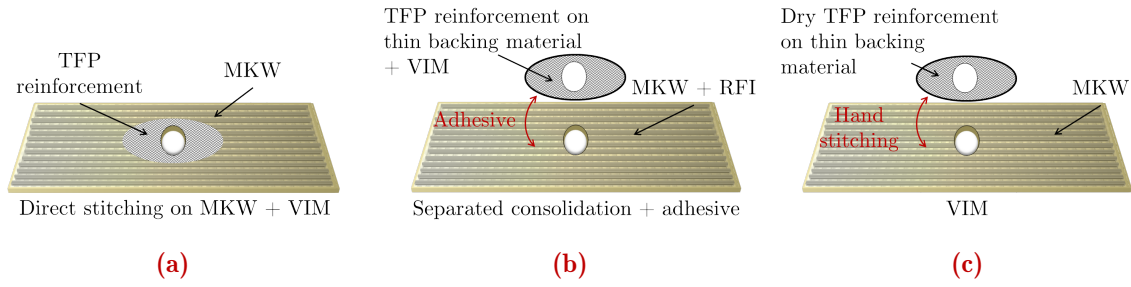 TFP
reinforcement
MKW
Direct stitching on MKW + VIM
(a)
TFP reinforcement on
thin backing material
+ VIM
MKW + RFI
Adhesive
Separated consolidation + adhesive
(b)
Dry TFP reinforcement
on thin backing
material
MKW
Hand
stitching
VIM
(c)